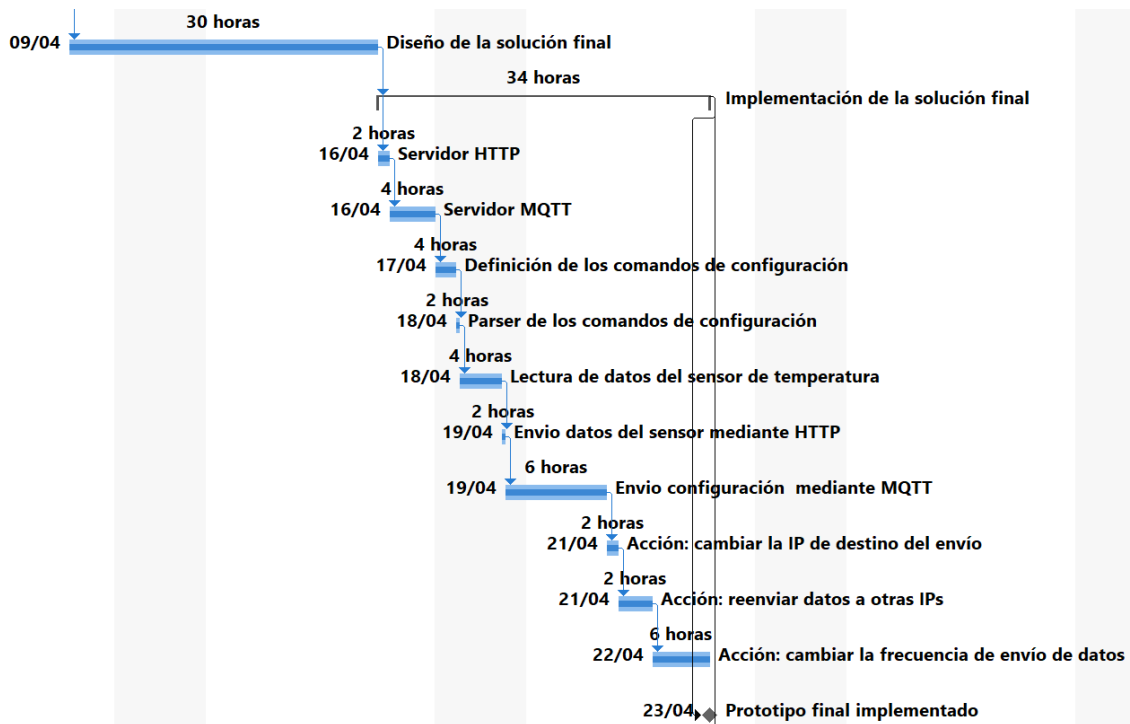 30 horas
09/04 Diseño de la solución final
34 horas
Implementación de la solución final
2 horas
16/04 Servidor HTTP
4 horas
16/04 Servidor MQTT
4 horas
17/04 Definición de los comandos de configuración
2 horas
18/04 Parser de los comandos de configuración
4 horas
18/04 Lectura de datos del sensor de temperatura
2 horas
19/04 Envio datos del sensor mediante HTTP
6 horas
19/04 Envio configuración mediante MQTT
2 horas
21/04 Acción: cambiar la IP de destino del envío
2 horas
21/04 Acción: reenviar datos a otras IPs
6 horas
22/04 Acción: cambiar la frecuencia de envío de datos
23/04 Prototipo final implementado